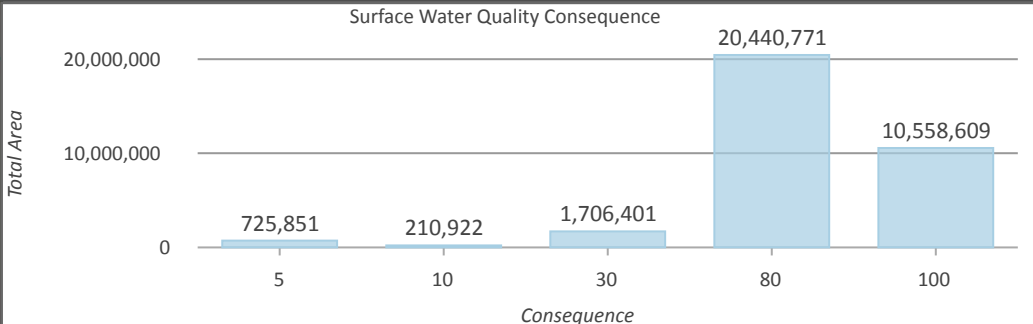 Surface Water Quality Consequence
20,440,771
20,000,000
10,558,609
10,000,000
1,706,401
725,851
210,922
0
5 10 30 80 100
Consequence
Total Area